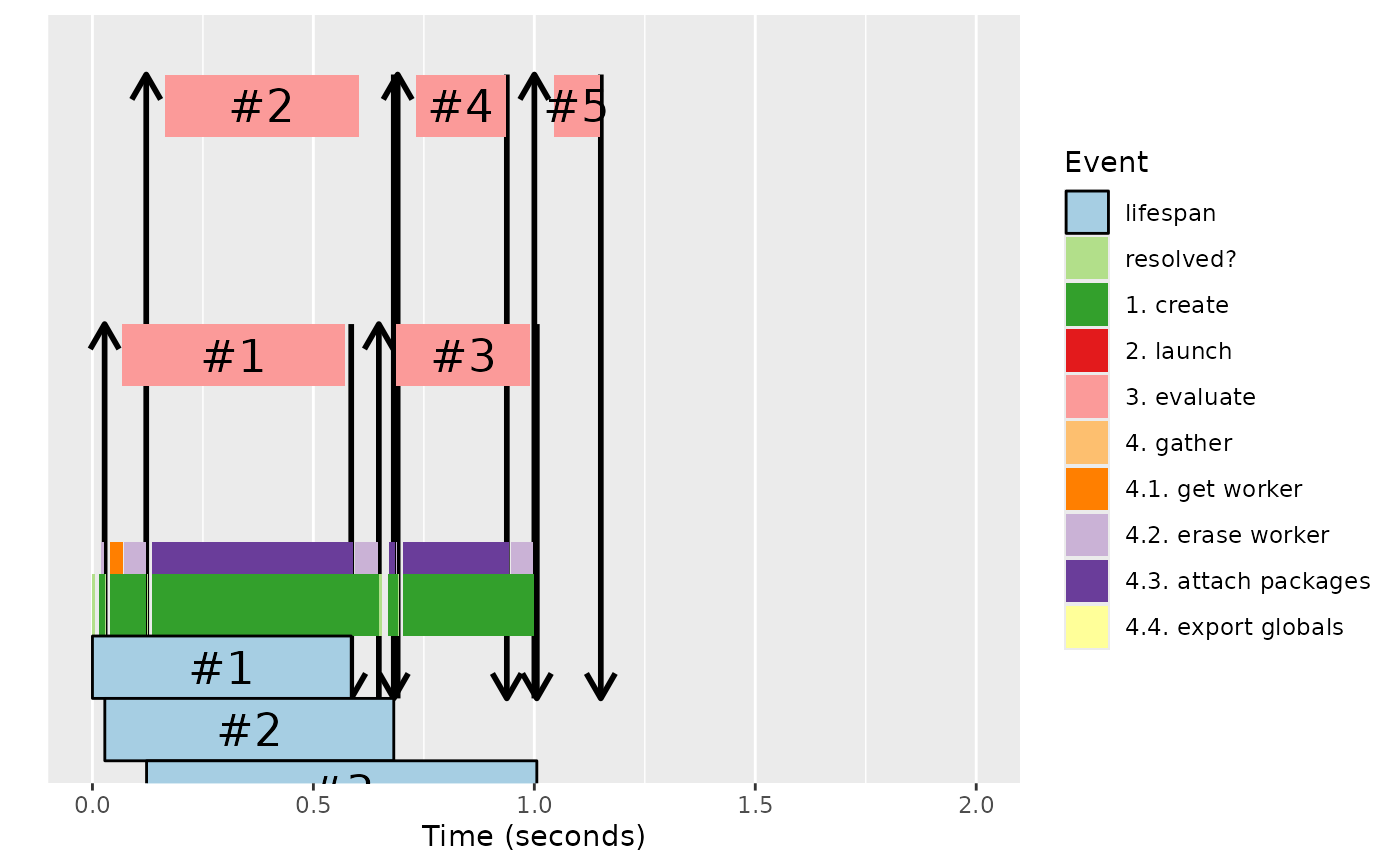 #2
#4
#5
#1
#3
#1
#2
#3
0.0
0.5
1.0
1.5
2.0
Time (seconds)
Event
lifespan
resolved?
1. create
2. launch
3. evaluate
4. gather
4.1. get worker
4.2. erase worker
4.3. attach packages
4.4. export globals